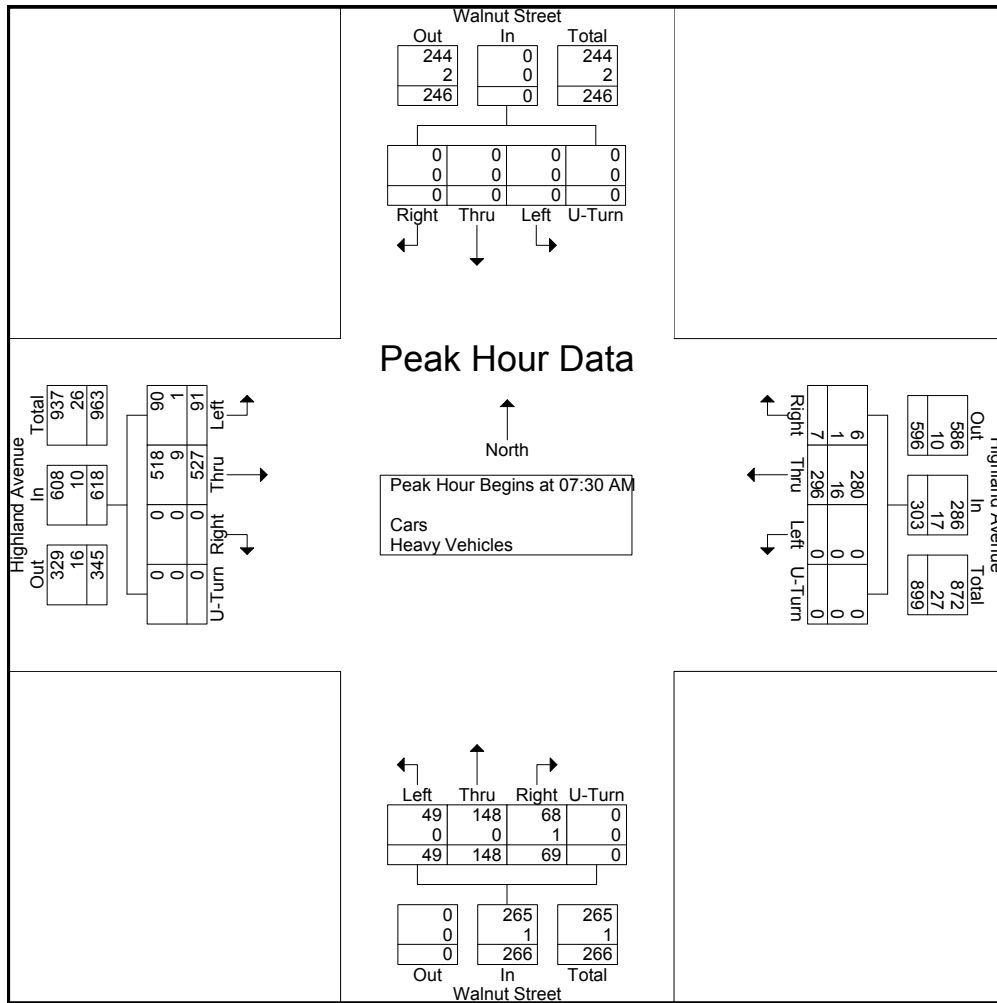 Walnut Street
Out In Total
244 0 244
2 0 2
246 0 246
0 0 0 0
0 0 0 0
0 0 0 0
Right Thru Left U-Turn
Peak Hour Data
North
Peak Hour Begins at 07:30 AM
Cars
Heavy Vehicles
Highland Avenue
Total In Out
937 608 329
26 10 16
963 618 345
90 518 0 0
1 9 0 0
91 527 0 0
Left Thru Right U-Turn
Highland Avenue
Out In Total
586 286 872
10 17 27
596 303 899
6 280 0 0
1 16 0 0
7 296 0 0
Right Thru Left U-Turn
Left Thru Right U-Turn
49 148 68 0
0 0 1 0
49 148 69 0
0 265 265
0 1 1
0 266 266
Out In Total
Walnut Street